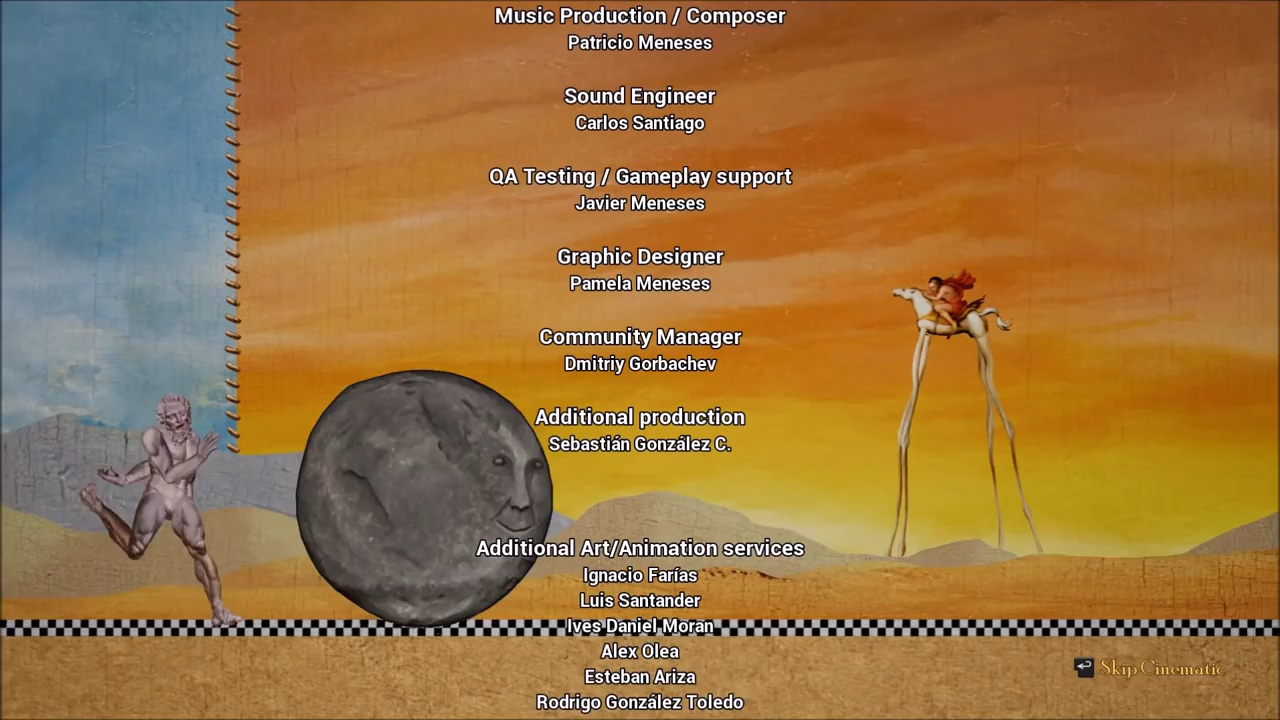 Music Production / Composer
Patricio Meneses
Sound Engineer
Carlos Santiago
QA Testing / Gameplay support
Javier Meneses
Graphic Designer
Pamela Meneses
Community Manager
Dmitriy Gorbachev
Additional production
Sebastián González C.
Additional Art/Animation services
Ignacio Farías
Luis Santander
Ives Daniel Moran
Alex Olea
Esteban Ariza
Rodrigo González Toledo
Skip Cinematic